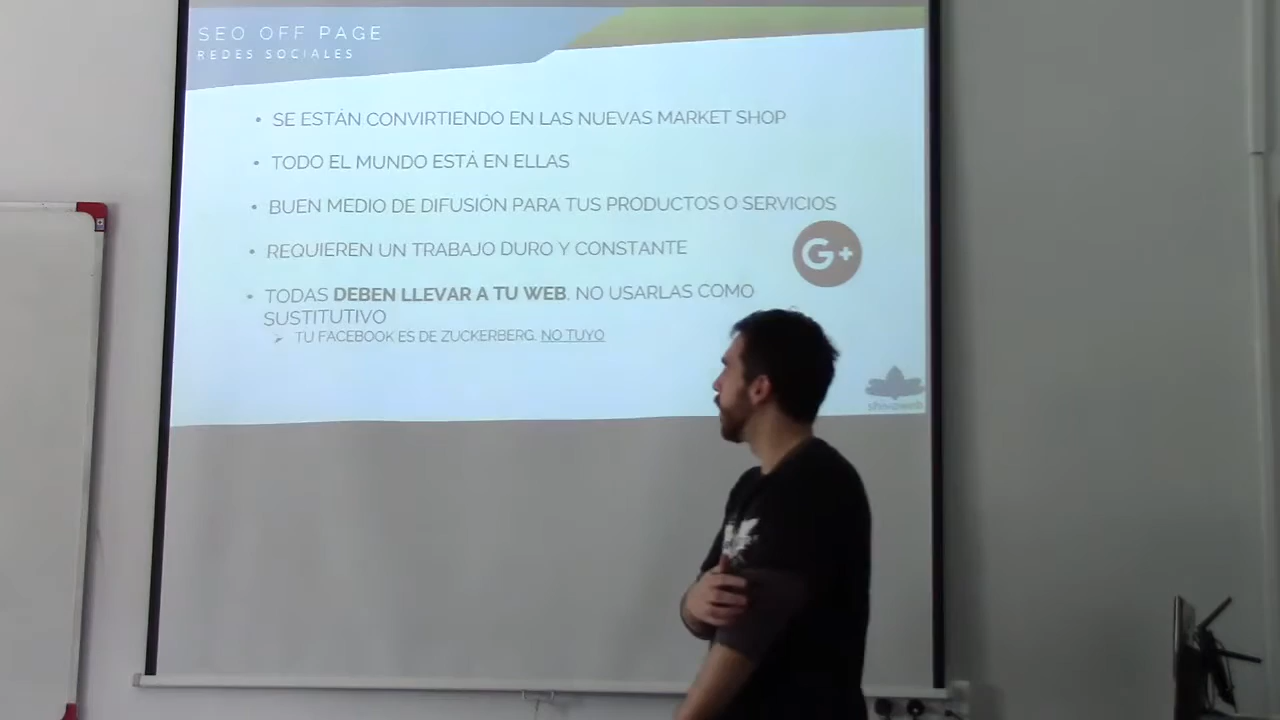 SEO OFF PAGE
REDES SOCIALES
• SE ESTÁN CONVIRTIENDO EN LAS NUEVAS MARKET SHOP
• TODO EL MUNDO ESTÁ EN ELLAS
• BUEN MEDIO DE DIFUSIÓN PARA TUS PRODUCTOS O SERVICIOS
• REQUIEREN UN TRABAJO DURO Y CONSTANTE
G+
• TODAS DEBEN LLEVAR A TU WEB. NO USARLAS COMO
SUSTITUTIVO
➢ TU FACEBOOK ES DE ZUCKERBERG. NO TUYO